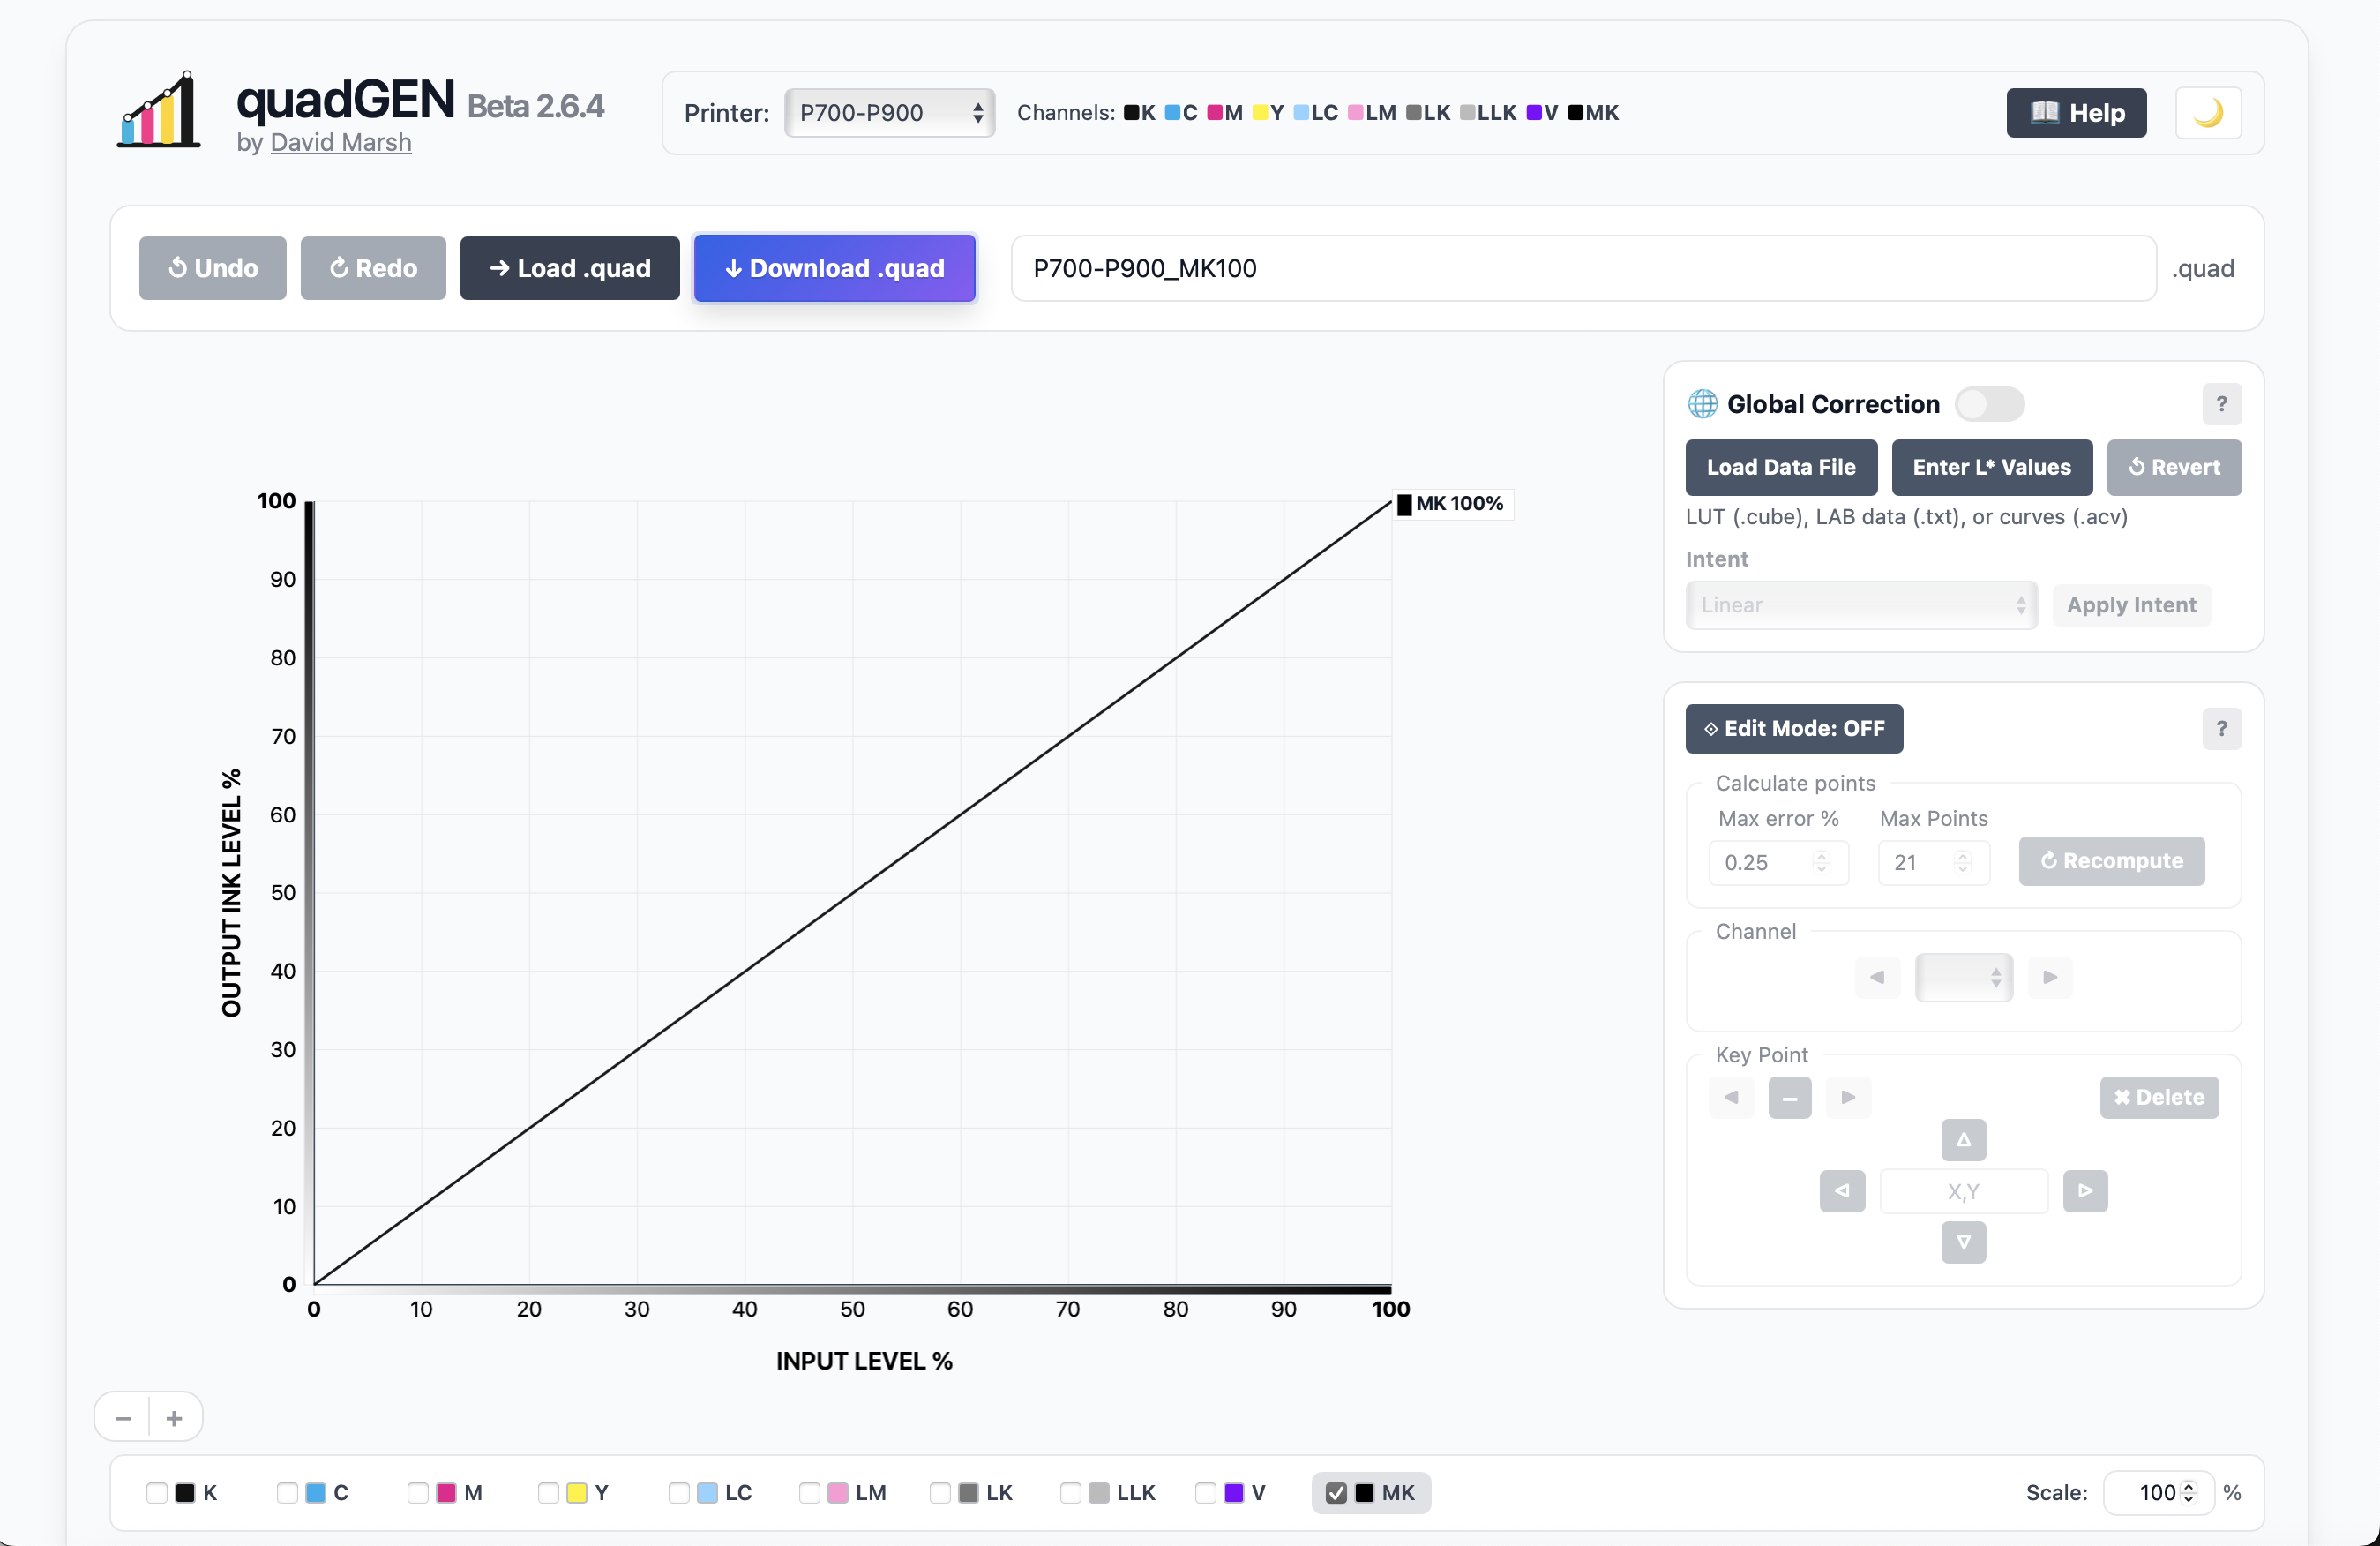 quadGEN Beta 2.6.4
by David Marsh
Printer: P700-P900 Channels: K C M Y LC LM LK LLK V MK
Help
Undo Redo → Load .quad ↓ Download .quad P700-P900_MK100 .quad
Global Correction ?
Load Data File Enter L* Values Revert
LUT (.cube), LAB data (.txt), or curves (.acv)
Intent
Linear Apply Intent
Edit Mode: OFF ?
Calculate points
Max error % Max Points
0.25 21 Recompute
Channel
Key Point
– ✖ Delete
X,Y
MK 100%
OUTPUT INK LEVEL %
100
90
80
70
60
50
40
30
20
10
0
0 10 20 30 40 50 60 70 80 90 100
INPUT LEVEL %
− +
K C M Y LC LM LK LLK V MK Scale: 100 %